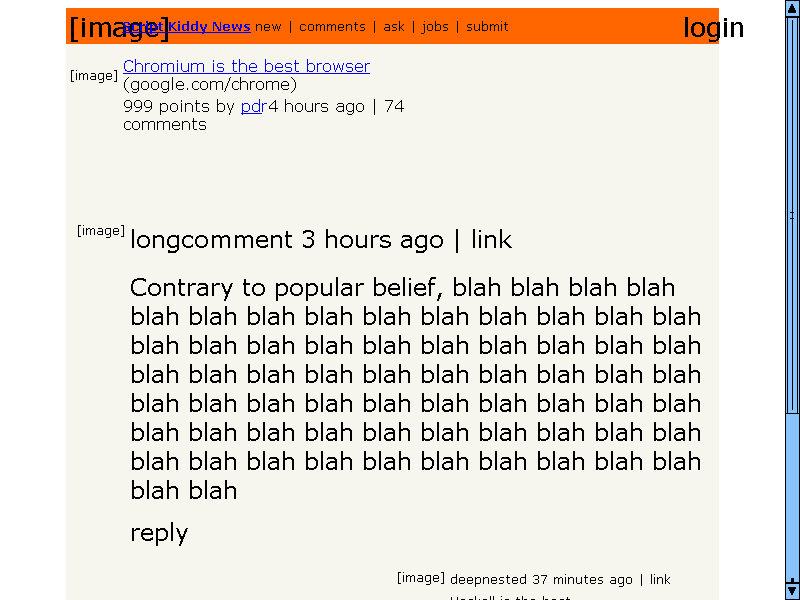 [image] Script Kiddy News new | comments | ask | jobs | submit login
[image] Chromium is the best browser
(google.com/chrome)
999 points by pdr4 hours ago | 74
comments
[image] longcomment 3 hours ago | link
Contrary to popular belief, blah blah blah blah
blah blah blah blah blah blah blah blah blah blah
blah blah blah blah blah blah blah blah blah blah
blah blah blah blah blah blah blah blah blah blah
blah blah blah blah blah blah blah blah blah blah
blah blah blah blah blah blah blah blah blah blah
blah blah blah blah blah blah blah blah blah blah
blah blah
reply
[image] deepnested 37 minutes ago | link
Haskell is the best